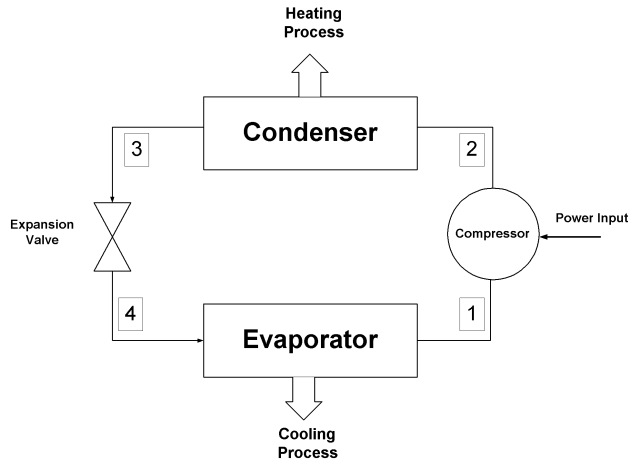 Heating
Process
Condenser
3
2
Expansion
Valve
Compressor
Power Input
4
1
Evaporator
Cooling
Process